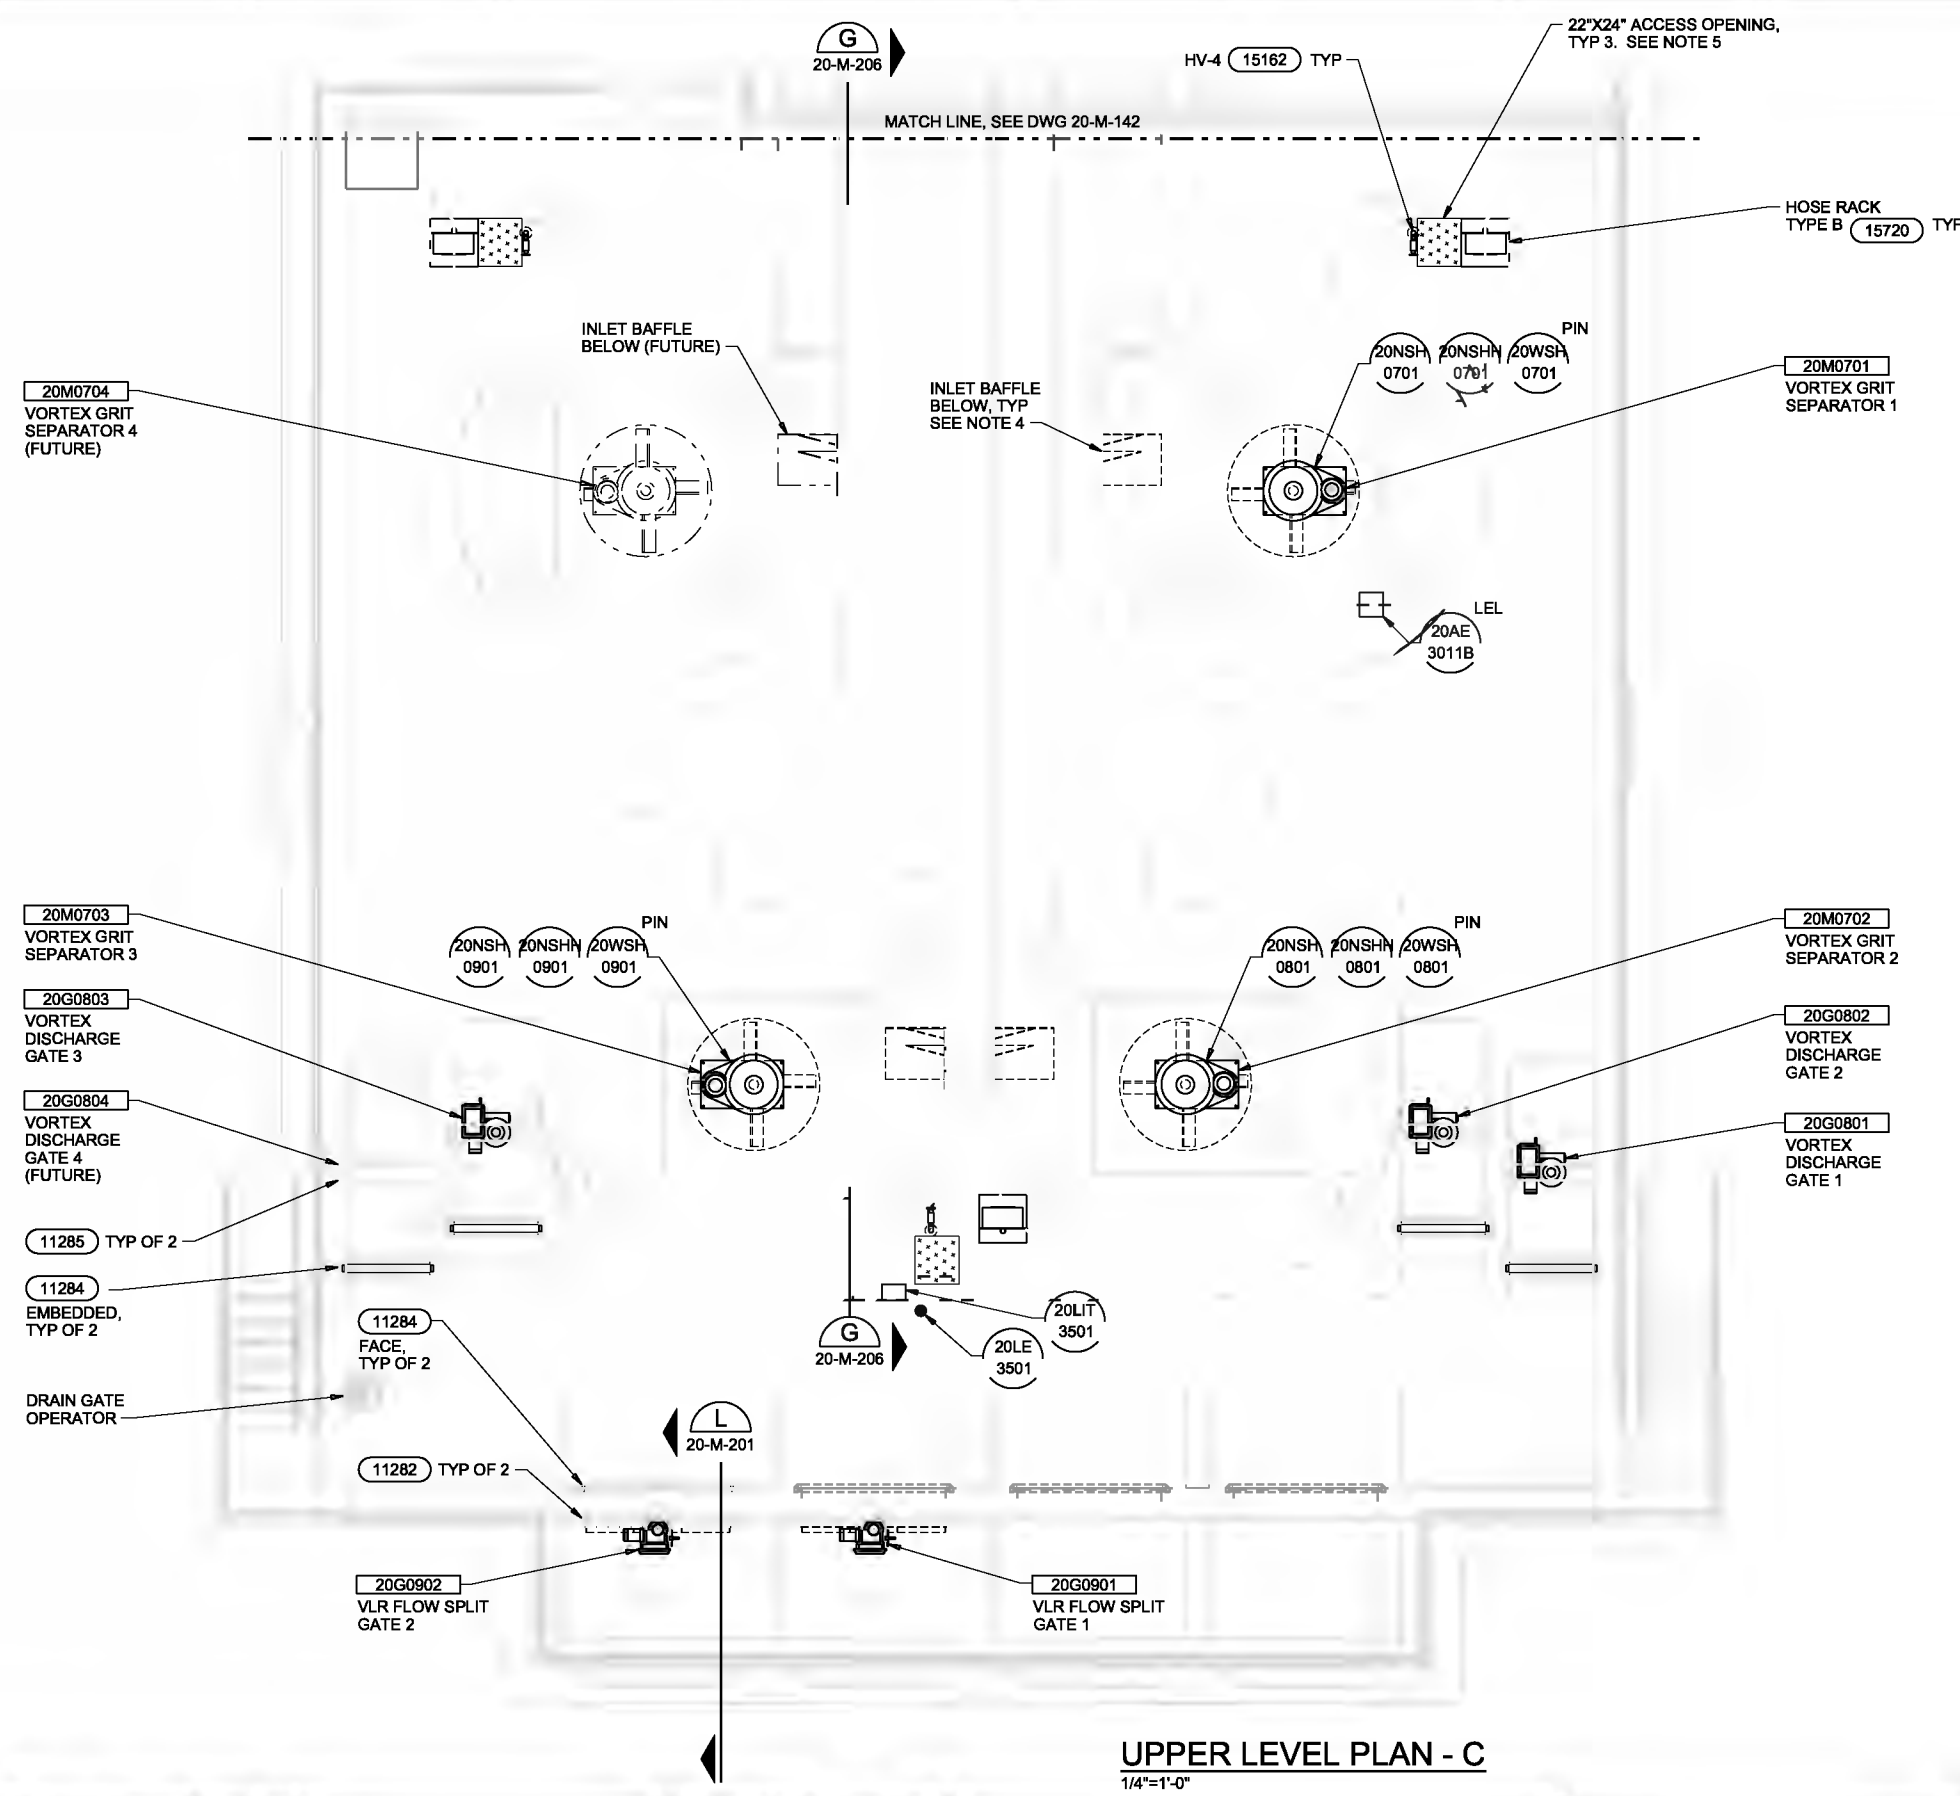 G
20-M-206
HV-4 15162 TYP
22"X24" ACCESS OPENING,
TYP 3. SEE NOTE 5
MATCH LINE, SEE DWG 20-M-142
HOSE RACK
TYPE B 15720
INLET BAFFLE
BELOW (FUTURE)
INLET BAFFLE
BELOW, TYP
SEE NOTE 4
PIN
20NSH
0701
20NSHH
0701
20WSH
0701
20M0704
VORTEX GRIT
SEPARATOR 4
(FUTURE)
20M0701
VORTEX GRIT
SEPARATOR 1
LEL
20AE
3011B
20M0703
VORTEX GRIT
SEPARATOR 3
PIN
20NSH
0901
20NSHH
0901
20WSH
0901
PIN
20NSH
0801
20NSHH
0801
20WSH
0801
20M0702
VORTEX GRIT
SEPARATOR 2
20G0803
VORTEX
DISCHARGE
GATE 3
20G0802
VORTEX
DISCHARGE
GATE 2
20G0804
VORTEX
DISCHARGE
GATE 4
(FUTURE)
20G0801
VORTEX
DISCHARGE
GATE 1
11285 TYP OF 2
11284
EMBEDDED,
TYP OF 2
11284
FACE,
TYP OF 2
20LIT
3501
20LE
3501
G
20-M-206
DRAIN GATE
OPERATOR
L
20-M-201
11282 TYP OF 2
20G0902
VLR FLOW SPLIT
GATE 2
20G0901
VLR FLOW SPLIT
GATE 1
UPPER LEVEL PLAN - C
1/4"=1'-0"